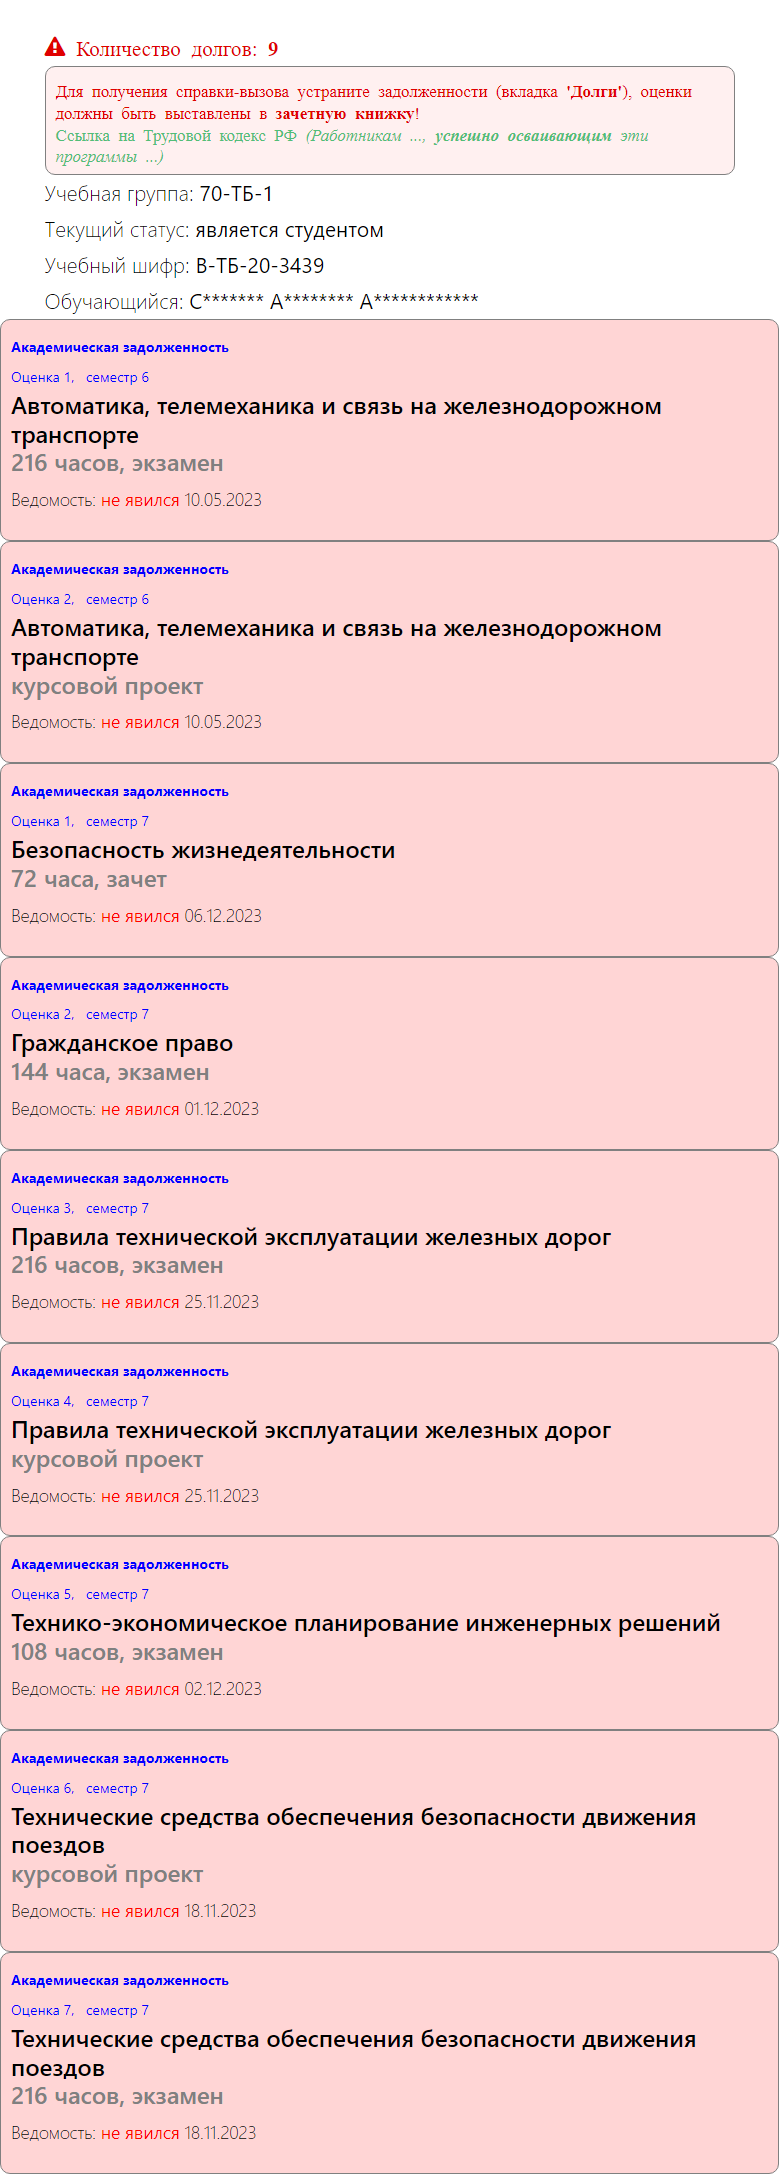 Количество долгов: 9
Для получения справки-вызова устраните задолженности (вкладка 'Долги'), оценки
должны быть выставлены в зачетную книжку!
Ссылка на Трудовой кодекс РФ (Работникам ..., успешно осваивающим эти
программы ...)
Учебная группа: 70-ТБ-1
Текущий статус: является студентом
Учебный шифр: В-ТБ-20-3439
Обучающийся: С******* А******** А************
Академическая задолженность
Оценка 1, семестр 6
Автоматика, телемеханика и связь на железнодорожном
транспорте
216 часов, экзамен
Ведомость: не явился 10.05.2023
Академическая задолженность
Оценка 2, семестр 6
Автоматика, телемеханика и связь на железнодорожном
транспорте
курсовой проект
Ведомость: не явился 10.05.2023
Академическая задолженность
Оценка 1, семестр 7
Безопасность жизнедеятельности
72 часа, зачет
Ведомость: не явился 06.12.2023
Академическая задолженность
Оценка 2, семестр 7
Гражданское право
144 часа, экзамен
Ведомость: не явился 01.12.2023
Академическая задолженность
Оценка 3, семестр 7
Правила технической эксплуатации железных дорог
216 часов, экзамен
Ведомость: не явился 25.11.2023
Академическая задолженность
Оценка 4, семестр 7
Правила технической эксплуатации железных дорог
курсовой проект
Ведомость: не явился 25.11.2023
Академическая задолженность
Оценка 5, семестр 7
Технико-экономическое планирование инженерных решений
108 часов, экзамен
Ведомость: не явился 02.12.2023
Академическая задолженность
Оценка 6, семестр 7
Технические средства обеспечения безопасности движения
поездов
курсовой проект
Ведомость: не явился 18.11.2023
Академическая задолженность
Оценка 7, семестр 7
Технические средства обеспечения безопасности движения
поездов
216 часов, экзамен
Ведомость: не явился 18.11.2023